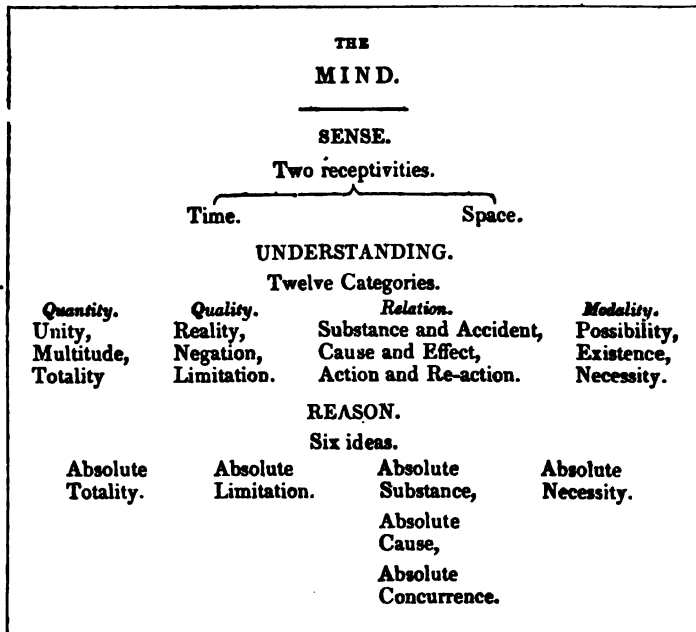 THE
MIND.
SENSE.
Two receptivities.
Time. Space.
UNDERSTANDING.
Twelve Categories.
Quantity. Quality. Relation. Modality.
Unity, Reality, Substance and Accident, Possibility,
Multitude, Negation, Cause and Effect, Existence,
Totality Limitation. Action and Re-action. Necessity.
REASON.
Six ideas.
Absolute Absolute Absolute Absolute
Totality. Limitation. Substance, Necessity.
Absolute
Cause,
Absolute
Concurrence.